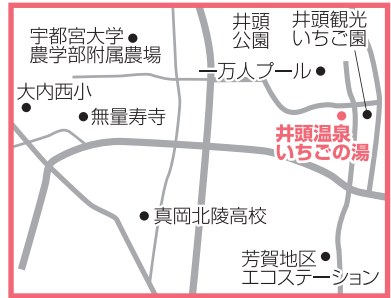 宇都宮大学
農学部附属農場
井頭
公園
井頭観光
いちご園
一万人プール
大内西小
無量寿寺
井頭温泉
いちごの湯
真岡北陵高校
芳賀地区
エコステーション